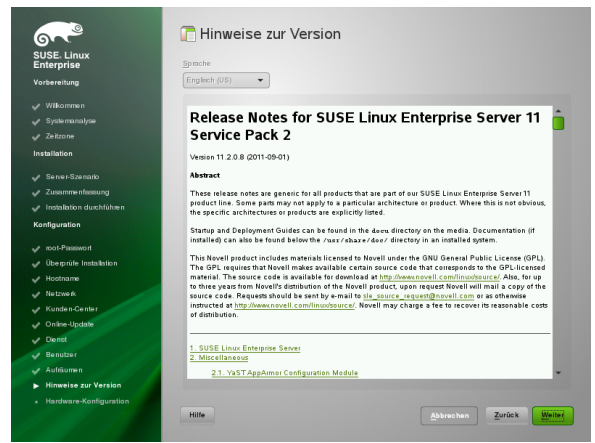 SUSE. Linux
Enterprise
Vorbereitung
Willkommen
Systemanalyse
Zeitzone
Installation
Server-Szenario
Zusammenfassung
Installation durchführen
Konfiguration
root-Passwort
Überprüfe Installation
Hostname
Netzwerk
Kunden-Center
Online-Update
Dienst
Benutzer
Aufräumen
Hinweise zur Version
Hardware-Konfiguration
Hinweise zur Version
Sprache
Englisch (US)
Release Notes for SUSE Linux Enterprise Server 11
Service Pack 2
Version 11.2.0.8 (2011-09-01)
Abstract
These release notes are generic for all products that are part of our SUSE Linux Enterprise Server 11
product line. Some parts may not apply to a particular architecture or product. Where this is not obvious,
the specific architectures or products are explicitly listed.
Startup and Deployment Guides can be found in the docu directory on the media. Documentation (if
installed) can also be found below the /usr/share/doc/ directory in an installed system.
This Novell product includes materials licensed to Novell under the GNU General Public License (GPL).
The GPL requires that Novell makes available certain source code that corresponds to the GPL-licensed
material. The source code is available for download at http://www.novell.com/linux/source/. Also, for up
to three years from Novell's distribution of the Novell product, upon request Novell will mail a copy of the
source code. Requests should be sent by e-mail to sle_source_request@novell.com or as otherwise
instructed at http://www.novell.com/linux/source/. Novell may charge a fee to recover its reasonable costs
of distribution.
1. SUSE Linux Enterprise Server
2. Miscellaneous
2.1. YaST AppArmor Configuration Module
Hilfe
Abbrechen
Zurück
Weiter